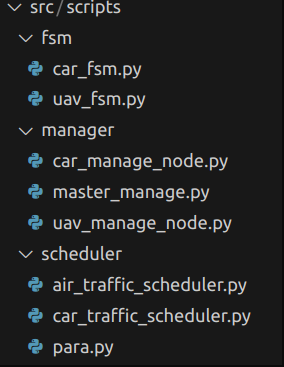 src/scripts
fsm
car_fsm.py
uav_fsm.py
manager
car_manage_node.py
master_manage.py
uav_manage_node.py
scheduler
air_traffic_scheduler.py
car_traffic_scheduler.py
para.py